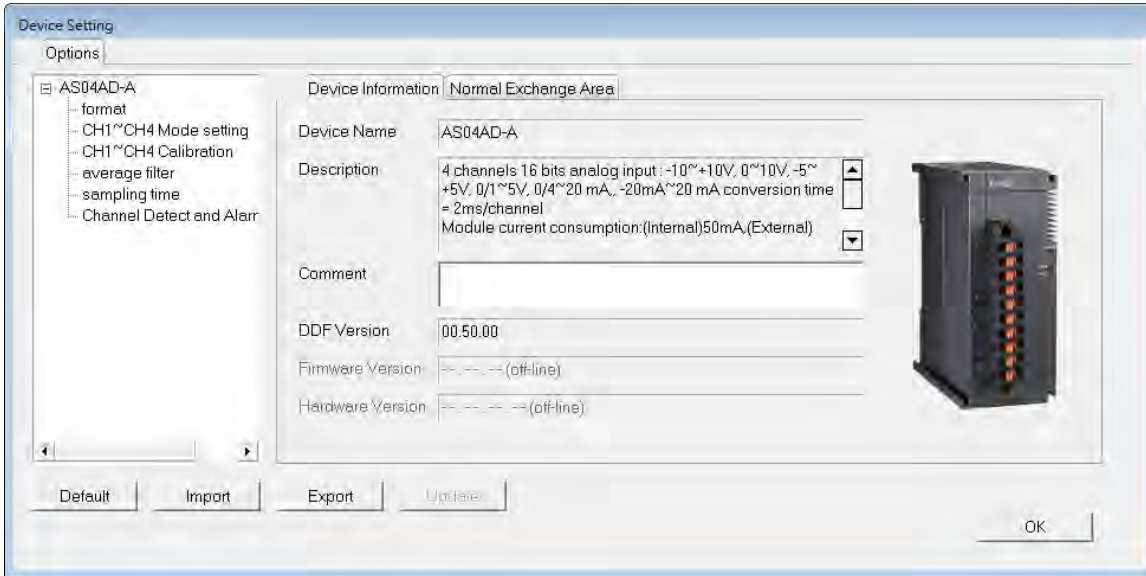 Device Setting
Options
AS04AD-A
format
CH1~CH4 Mode setting
CH1~CH4 Calibration
average filter
sampling time
Channel Detect and Alarr
Device Information
Normal Exchange Area
Device Name
AS04AD-A
Description
4 channels 16 bits analog input : -10~+10V, 0~10V, -5~
+5V, 0/1~5V, 0/4~20 mA,, -20mA~20 mA conversion time
= 2ms/channel
Module current consumption:(Internal)50mA,(External)
Comment
DDF Version
00.50.00
Firmware Version
--.--.-- (off-line)
Hardware Version
--.--.--.-- (off-line)
Default
Import
Export
Update
OK